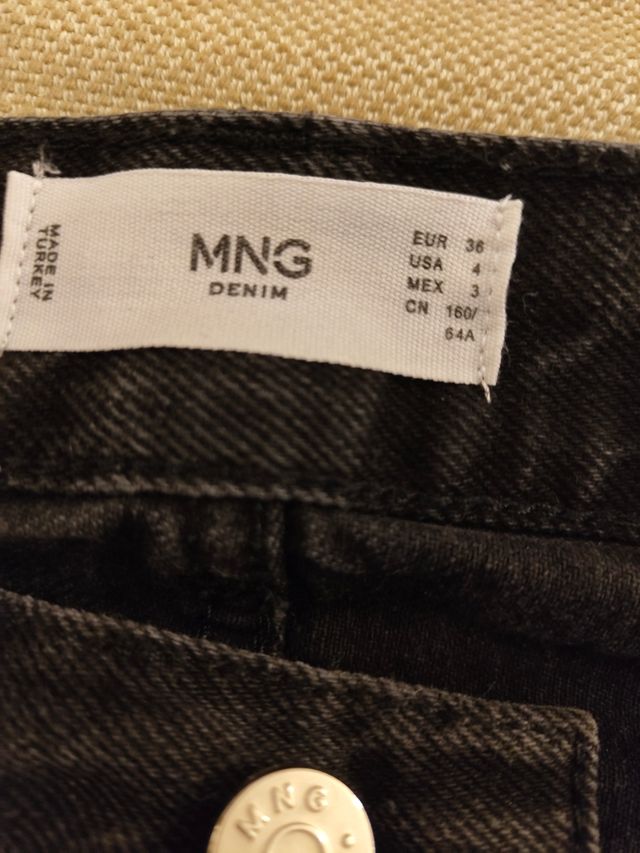 MADE IN
TURKEY
MNG
DENIM
EUR 36
USA 4
MEX 3
CN 160/
64A
MNG